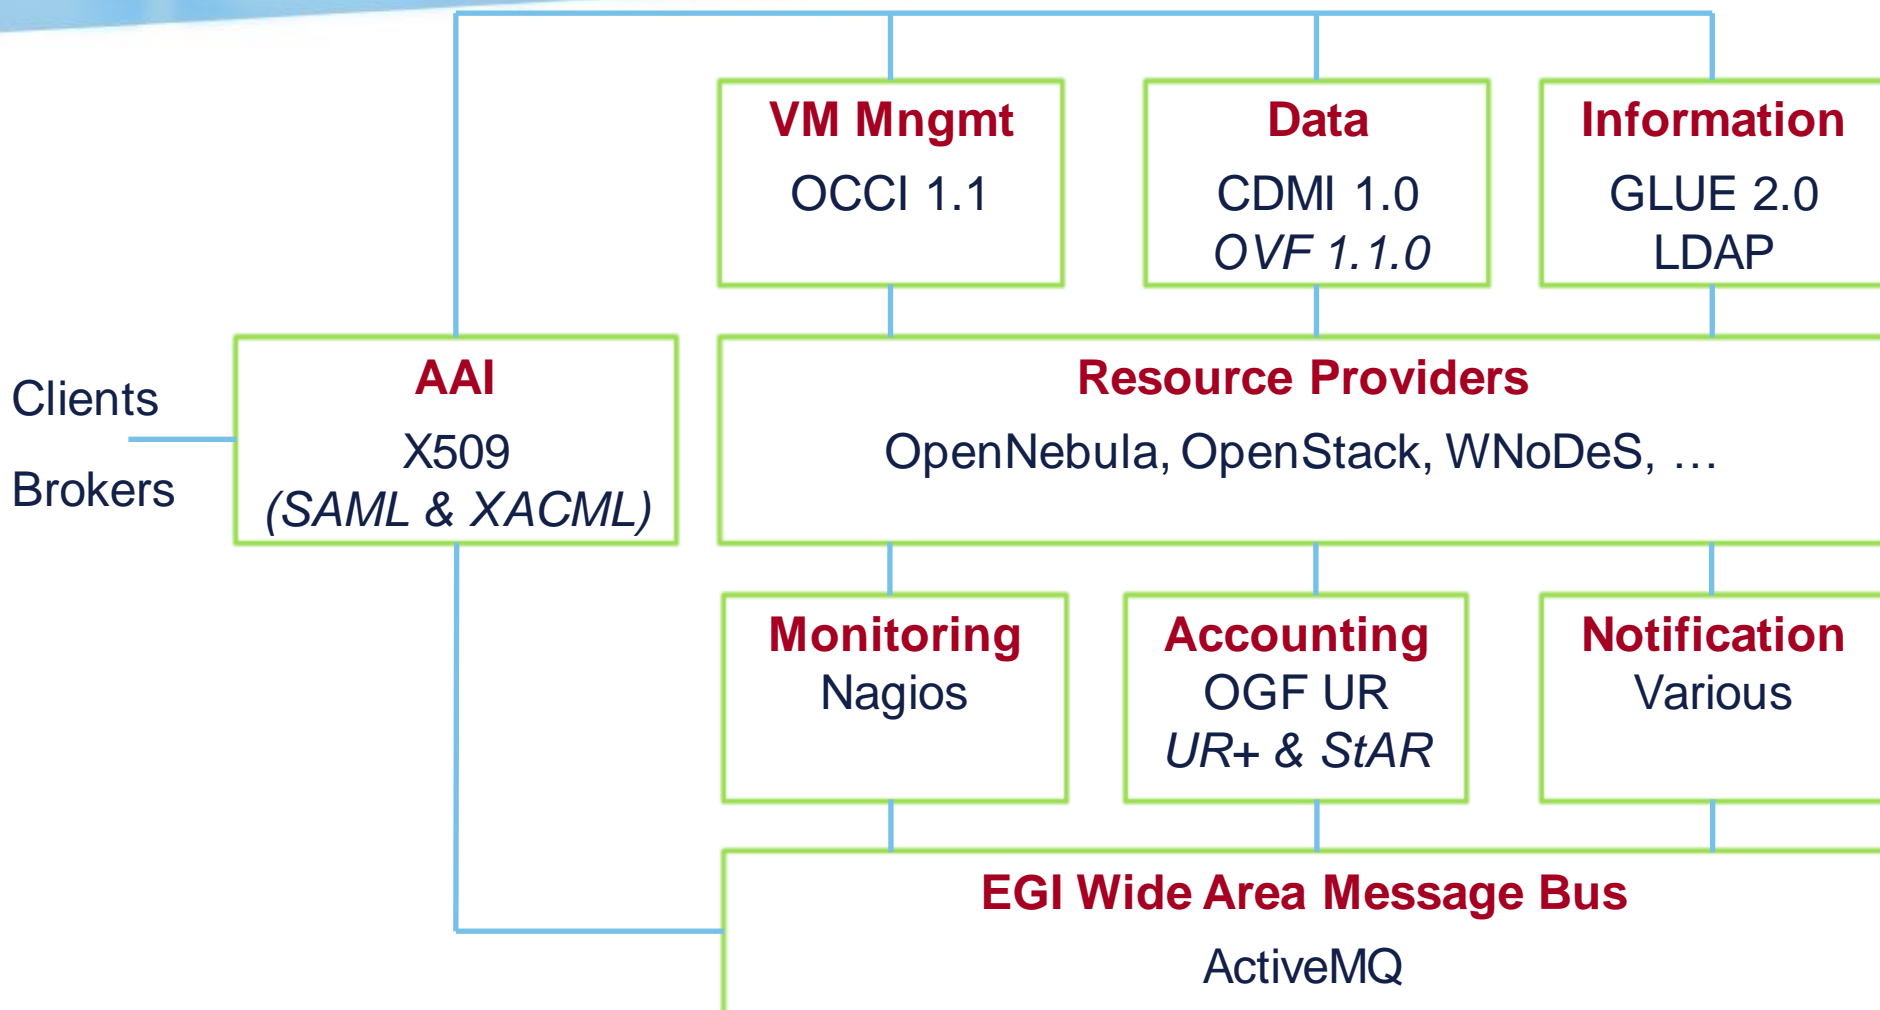 VM Mngmt
OCCI 1.1
Data
CDMI 1.0
OVF 1.1.0
Information
GLUE 2.0
LDAP
Clients
Brokers
AAI
X509
(SAML & XACML)
Resource Providers
OpenNebula, OpenStack, WNoDeS, …
Monitoring
Nagios
Accounting
OGF UR
UR+ & StAR
Notification
Various
EGI Wide Area Message Bus
ActiveMQ